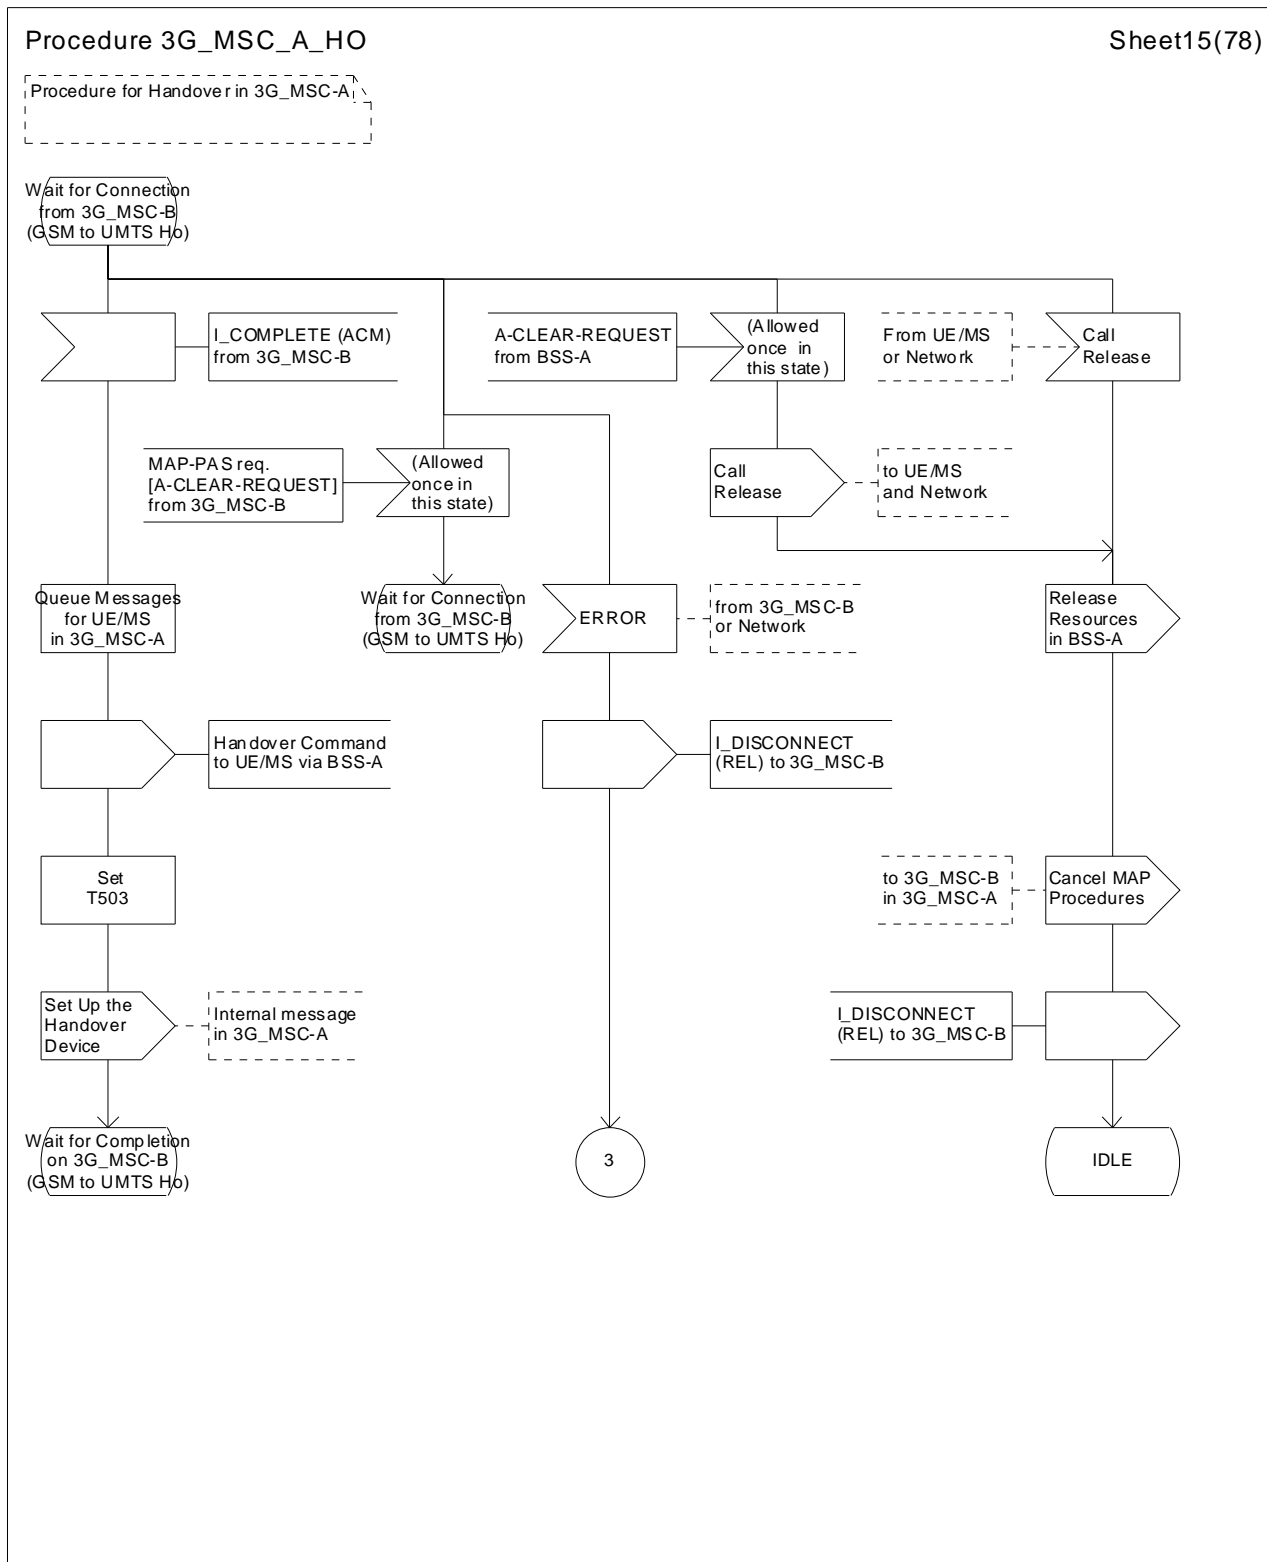 Procedure 3G_MSC_A_HO
Sheet15(78)
Procedure for Handover in 3G_MSC-A
Wait for Connection
from 3G_MSC-B
(GSM to UMTS Ho)
I_COMPLETE (ACM)
from 3G_MSC-B
A-CLEAR-REQUEST
from BSS-A
(Allowed
once in
this state)
From UE/MS
or Network
Call
Release
MAP-PAS req.
[A-CLEAR-REQUEST]
from 3G_MSC-B
(Allowed
once in
this state)
Call
Release
to UE/MS
and Network
Queue Messages
for UE/MS
in 3G_MSC-A
Wait for Connection
from 3G_MSC-B
(GSM to UMTS Ho)
ERROR
from 3G_MSC-B
or Network
Release
Resources
in BSS-A
Handover Command
to UE/MS via BSS-A
I_DISCONNECT
(REL) to 3G_MSC-B
Set
T503
to 3G_MSC-B
in 3G_MSC-A
Cancel MAP
Procedures
Set Up the
Handover
Device
Internal message
in 3G_MSC-A
I_DISCONNECT
(REL) to 3G_MSC-B
Wait for Completion
on 3G_MSC-B
(GSM to UMTS Ho)
3
IDLE